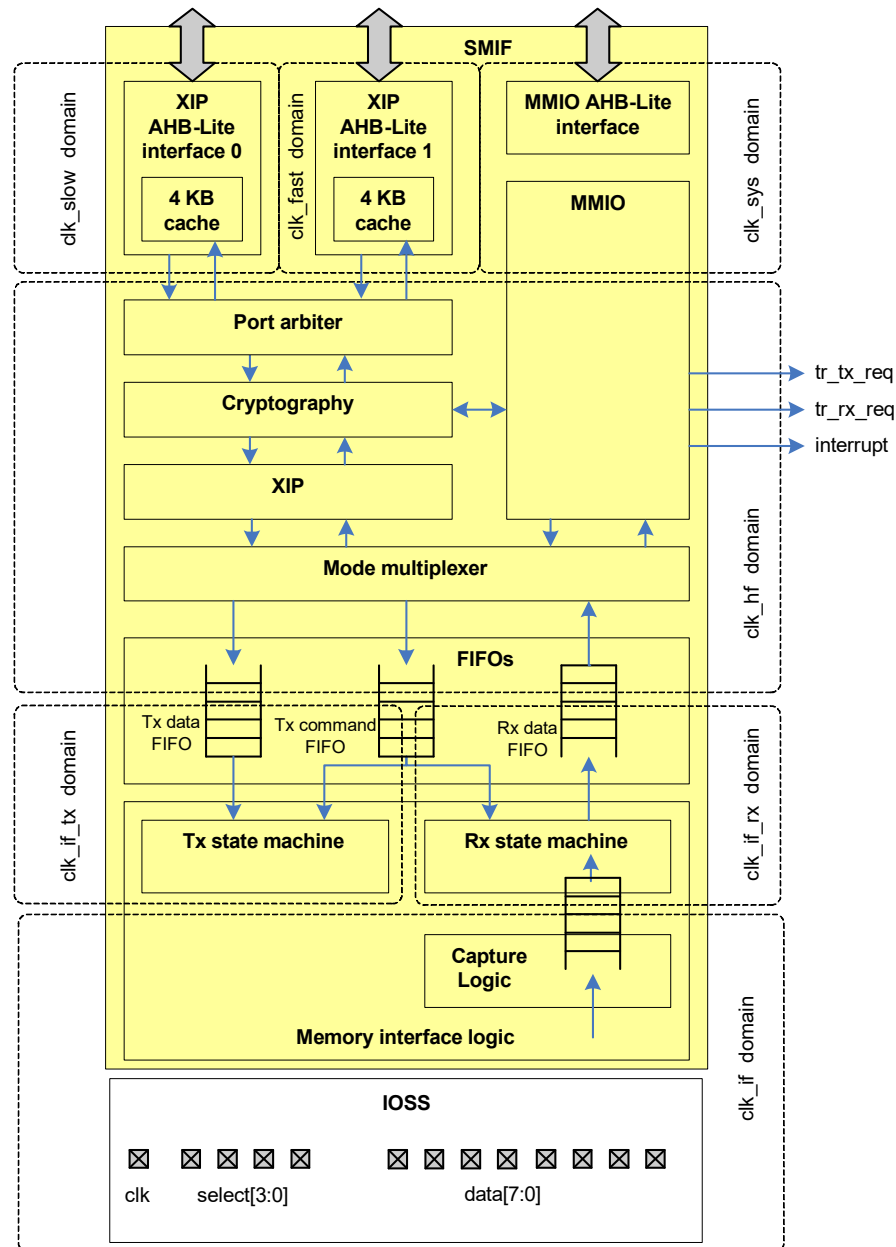 SMIF
clk_slow domain
XIP
AHB-Lite
interface 0
4 KB
cache
clk_fast domain
XIP
AHB-Lite
interface 1
4 KB
cache
MMIO AHB-Lite
interface
clk_sys domain
MMIO
Port arbiter
Cryptography
XIP
Mode multiplexer
tr_tx_req
tr_rx_req
interrupt
clk_hf domain
FIFOs
Tx data
FIFO
Tx command
FIFO
Rx data
FIFO
clk_if_tx domain
clk_if_rx domain
Tx state machine
Rx state machine
Capture
Logic
Memory interface logic
clk_if domain
IOSS
clk
select[3:0]
data[7:0]